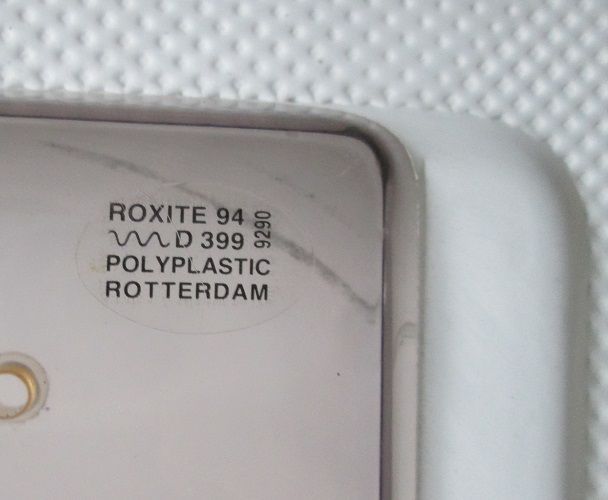 ROXITE 94
D 399
9290
POLYPLASTIC
ROTTERDAM